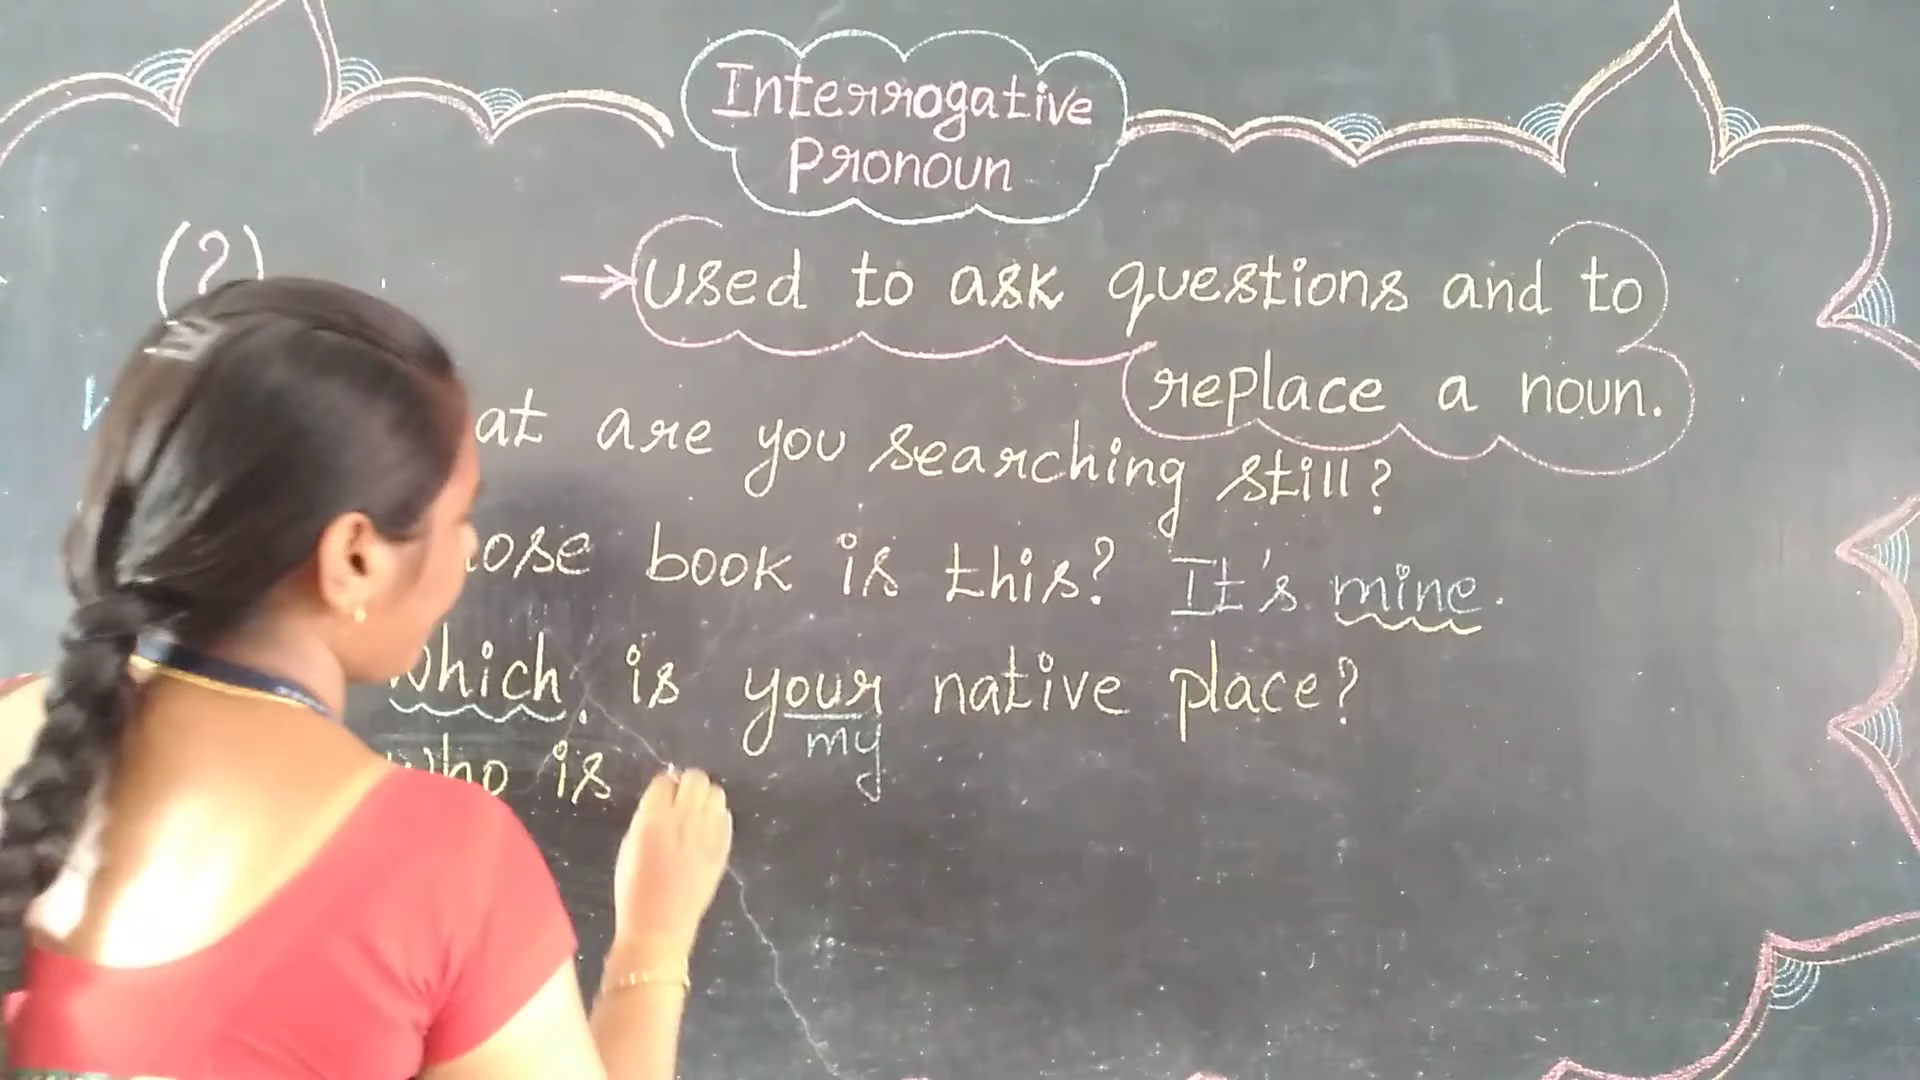 Interrogative
Pronoun
(?)
→ Used to ask questions and to
replace a noun.
at are you searching still?
ose book is this? It's mine.
Which is your native place?
my
Who is